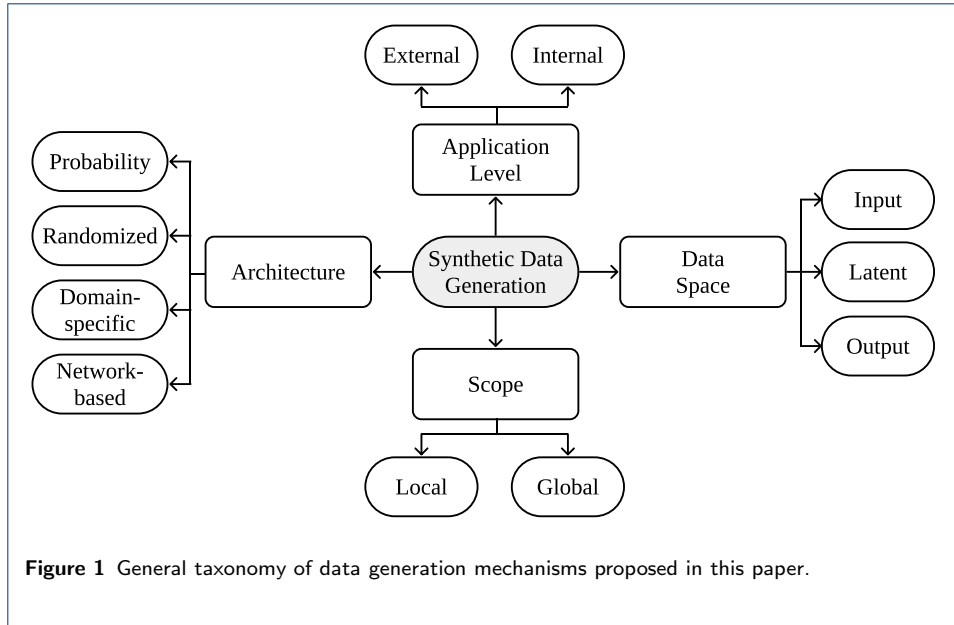 External
Internal
Application
Level
Probability
Randomized
Domain-
specific
Network-
based
Architecture
Synthetic Data
Generation
Data
Space
Input
Latent
Output
Scope
Local
Global
Figure 1 General taxonomy of data generation mechanisms proposed in this paper.